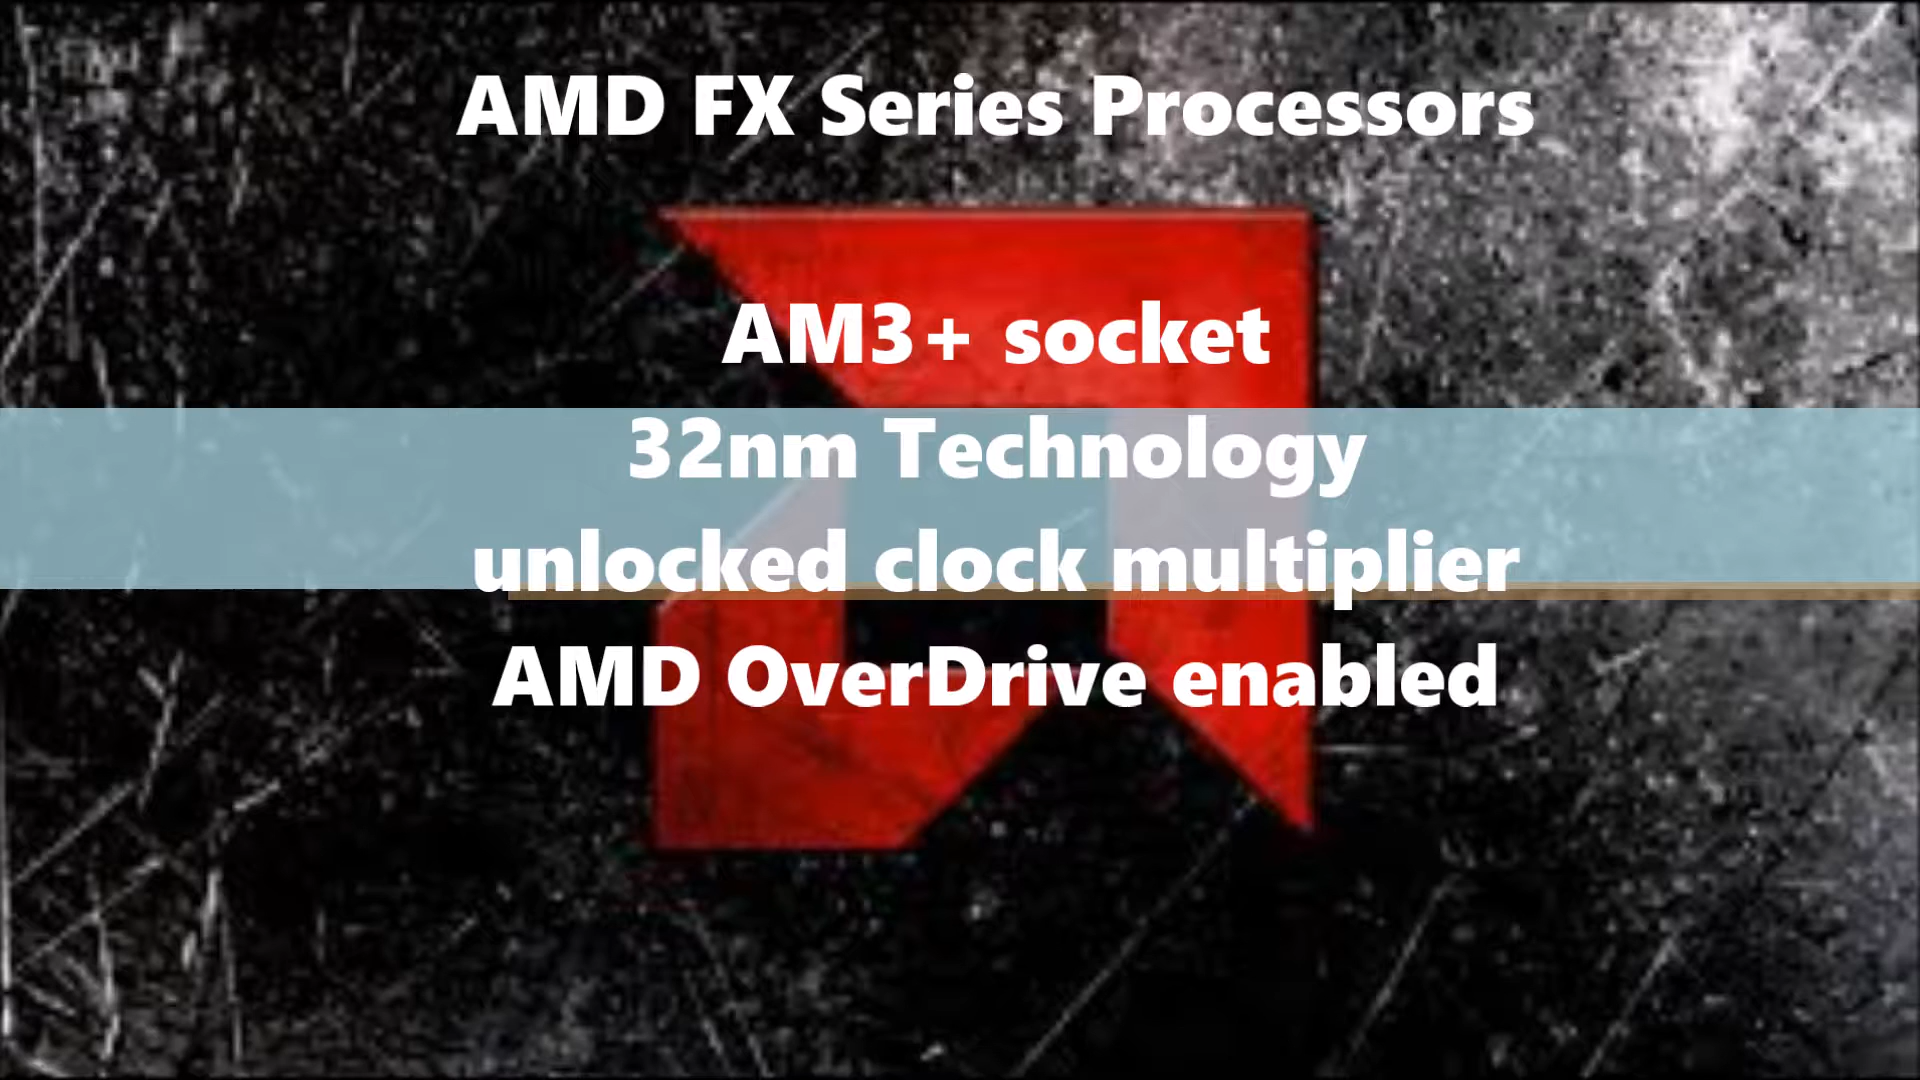 AMD FX Series Processors
AM3+ socket
32nm Technology
unlocked clock multiplier
AMD OverDrive enabled